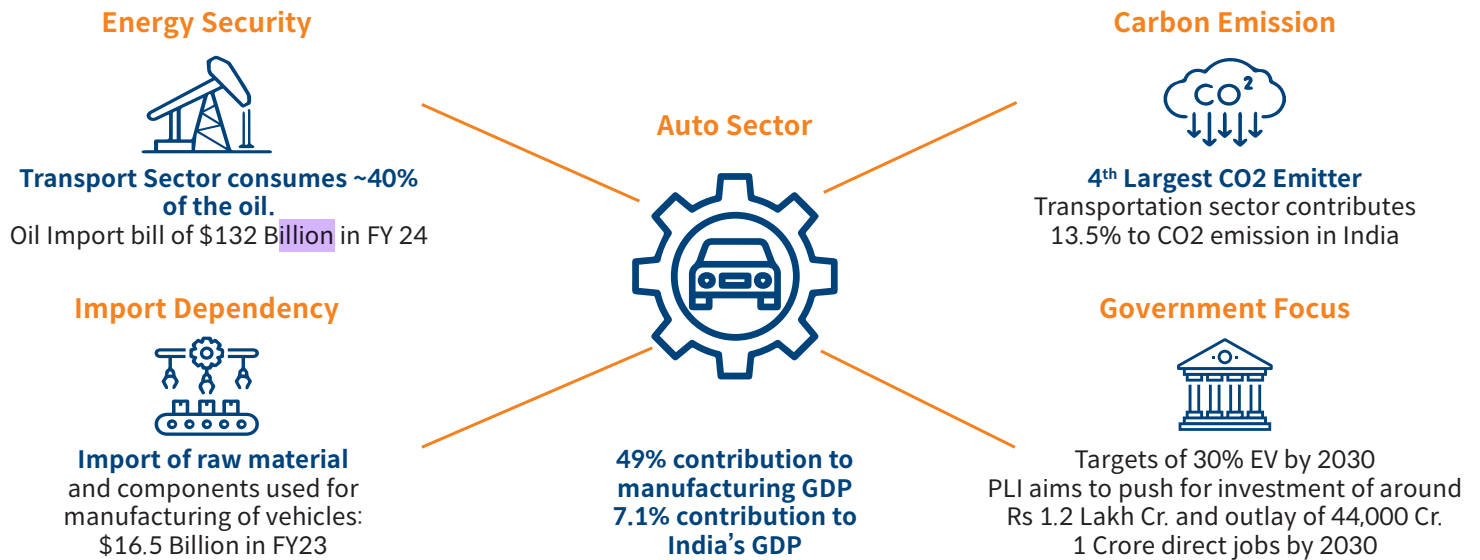 Energy Security
Transport Sector consumes ~40%
of the oil.
Oil Import bill of $132 Billion in FY 24
Import Dependency
Import of raw material
and components used for
manufacturing of vehicles:
$16.5 Billion in FY23
Auto Sector
49% contribution to
manufacturing GDP
7.1% contribution to
India's GDP
Carbon Emission
CO²
4th Largest CO2 Emitter
Transportation sector contributes
13.5% to CO2 emission in India
Government Focus
Targets of 30% EV by 2030
PLI aims to push for investment of around
Rs 1.2 Lakh Cr. and outlay of 44,000 Cr.
1 Crore direct jobs by 2030